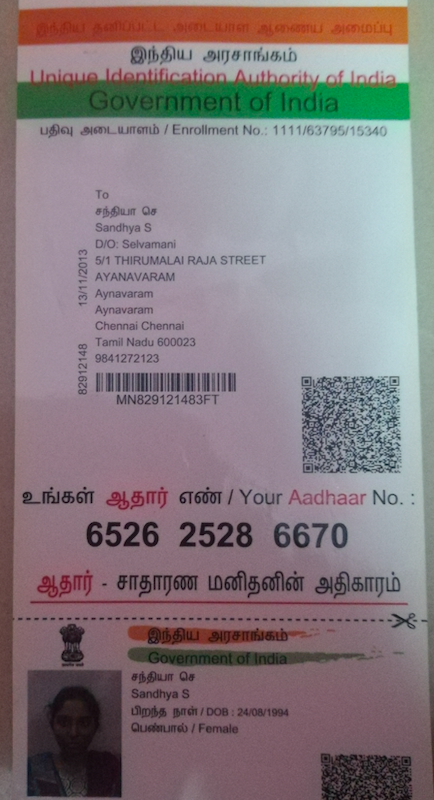 இந்திய தனிப்பட்ட அடையாள ஆணைய அமைப்பு
இந்திய அரசாங்கம்
Unique Identification Authority of India
Government of India
பதிவு அடையாளம் / Enrollment No.: 1111/63795/15340
To
சந்தியா செ
Sandhya S
D/O: Selvamani
5/1 THIRUMALAI RAJA STREET
AYANAVARAM
Aynavaram
Aynavaram
Chennai Chennai
Tamil Nadu 600023
9841272123
13/11/2013
82912148
MN829121483FT
உங்கள் ஆதார் எண் / Your Aadhaar No. :
6526 2528 6670
ஆதார் - சாதாரண மனிதனின் அதிகாரம்
இந்திய அரசாங்கம்
Government of India
சந்தியா செ
Sandhya S
பிறந்த நாள் / DOB : 24/08/1994
பெண்பால் / Female